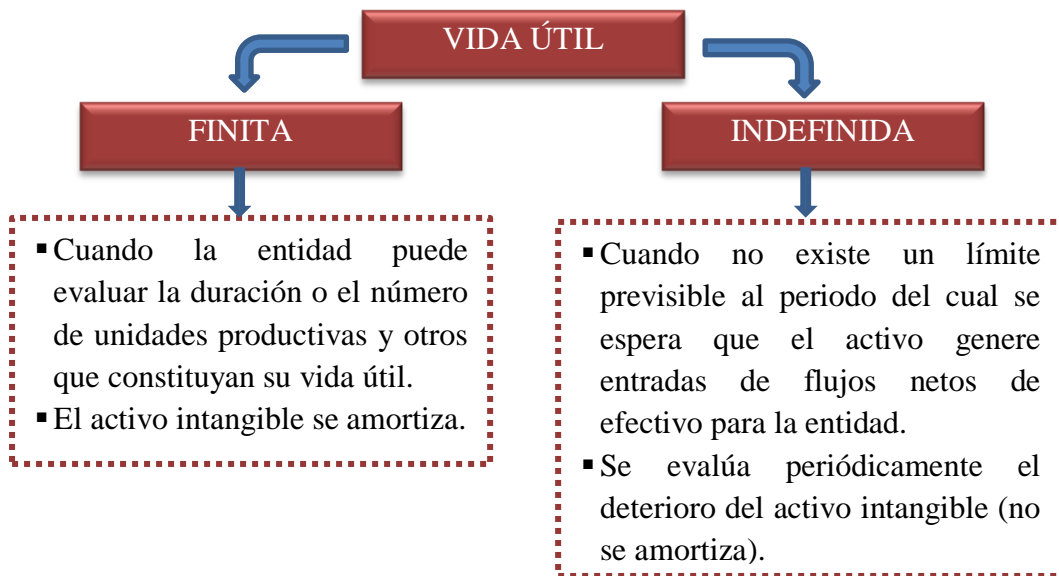 VIDA ÚTIL
FINITA
▪ Cuando la entidad puede
evaluar la duración o el número
de unidades productivas y otros
que constituyan su vida útil.
▪ El activo intangible se amortiza.
INDEFINIDA
▪ Cuando no existe un límite
previsible al periodo del cual se
espera que el activo genere
entradas de flujos netos de
efectivo para la entidad.
▪ Se evalúa periódicamente el
deterioro del activo intangible (no
se amortiza).